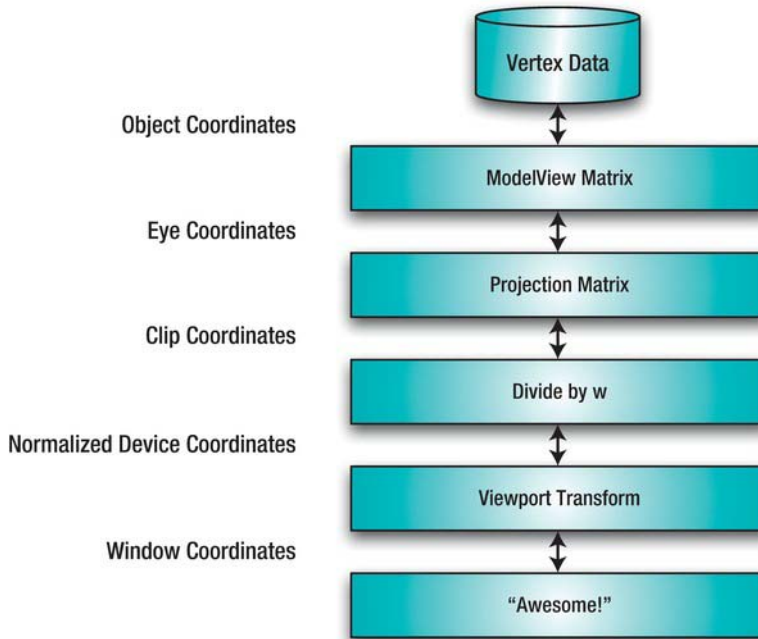 Vertex Data
Object Coordinates
ModelView Matrix
Eye Coordinates
Projection Matrix
Clip Coordinates
Divide by w
Normalized Device Coordinates
Viewport Transform
Window Coordinates
“Awesome!”